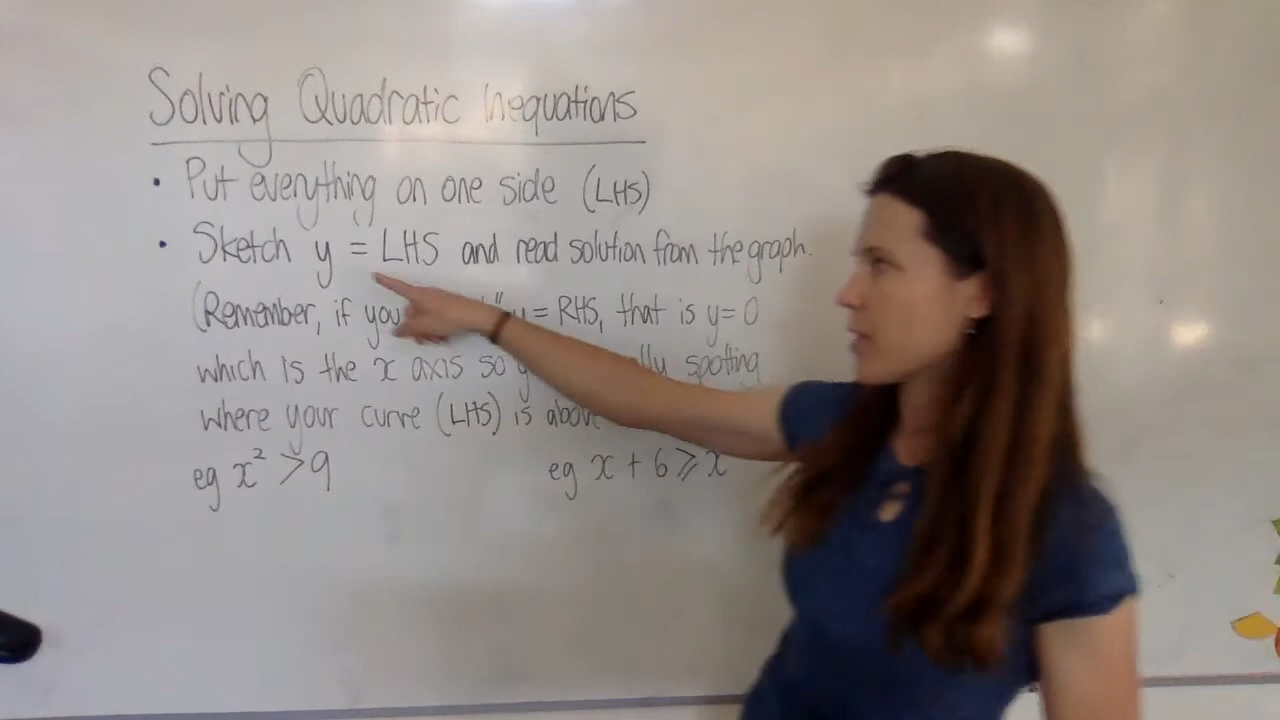 Solving Quadratic Inequations
• Put everything on one side (LHS)
• Sketch y = LHS and read solution from the graph.
(Remember, if you " y = RHS, that is y=0
which is the x axis so spotting
where your curve (LHS) is above
eg x² >9
eg x + 6 ⩾ x